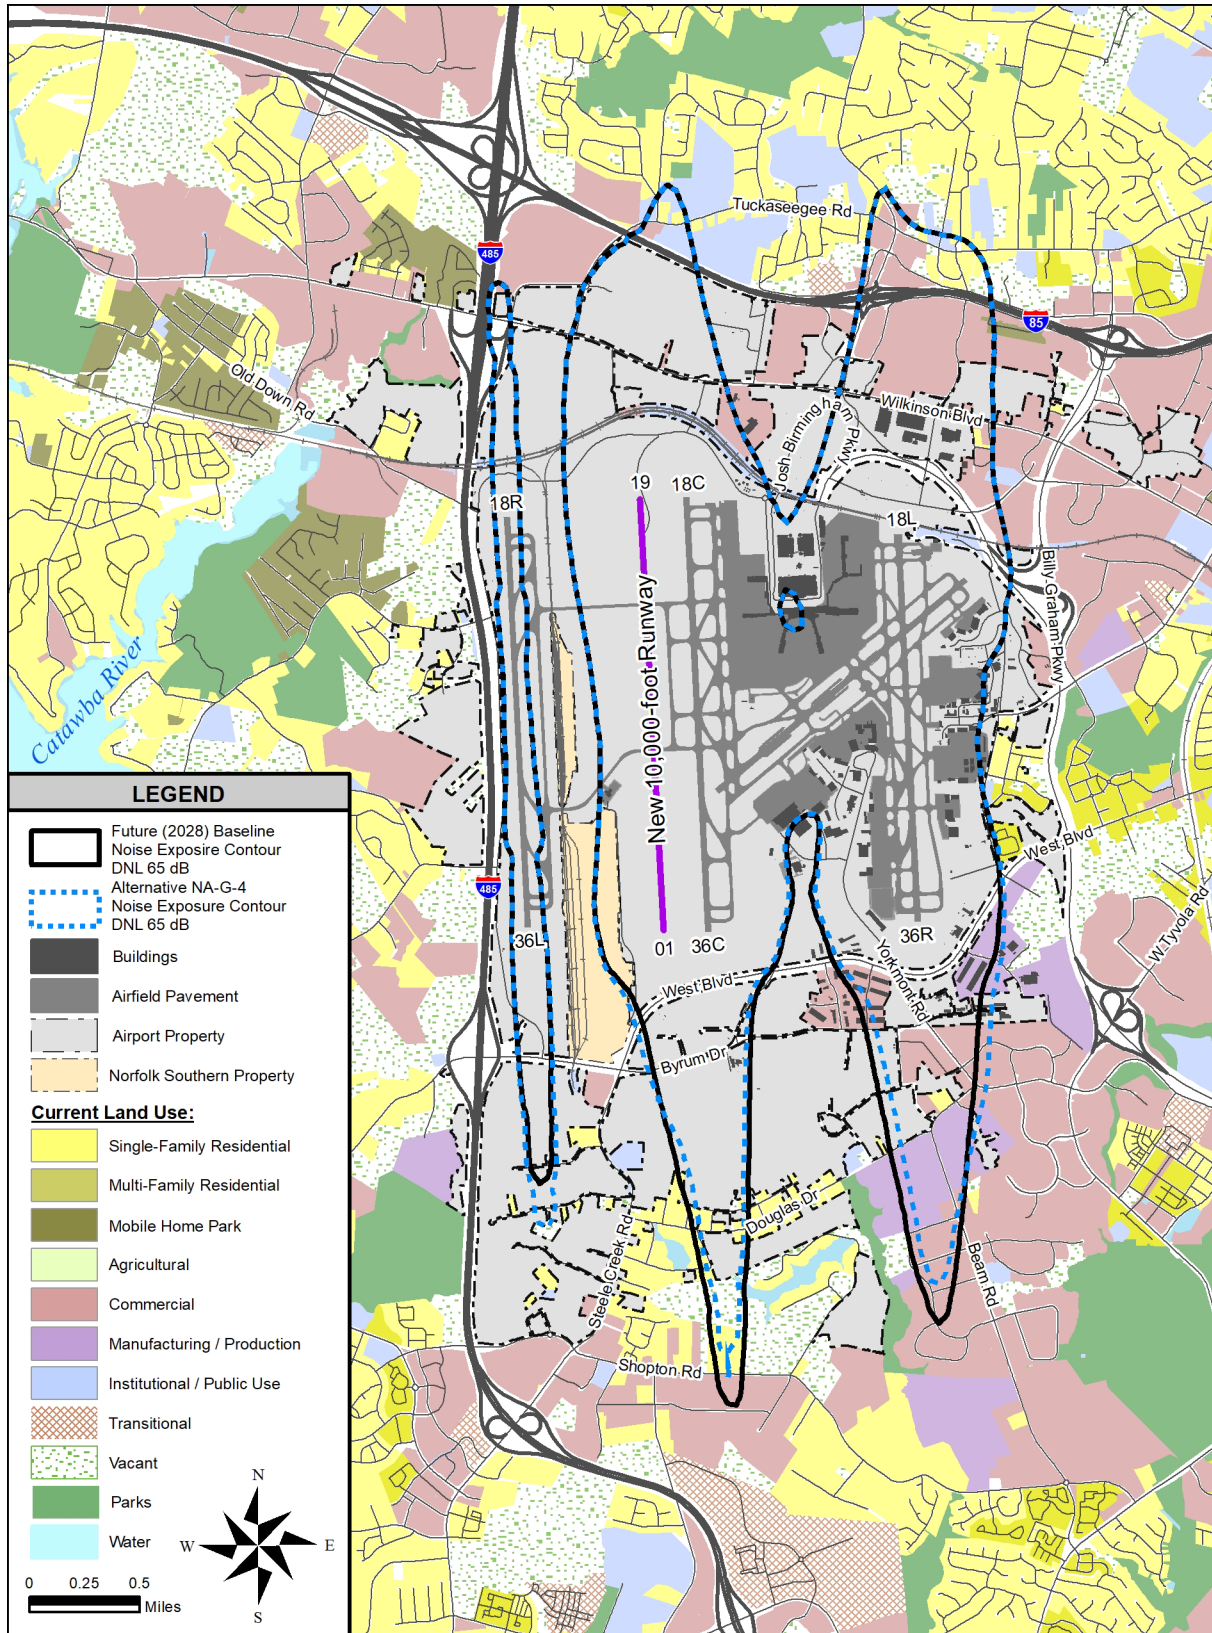 Tuckaseegee Rd
485
85
Old Down Rd
Wilkinson Blvd
Josh Birmingham Pkwy
19
18C
18R
18L
Billy Graham Pkwy
New 10,000-foot Runway
Catawba River
West Blvd
W Tyvola Rd
485
36L
01
36C
36R
Yorkmont Rd
West Blvd
Byrum Dr
Douglas Dr
Steele Creek Rd
Beam Rd
Shopton Rd
LEGEND
Future (2028) Baseline
Noise Exposire Contour
DNL 65 dB
Alternative NA-G-4
Noise Exposure Contour
DNL 65 dB
Buildings
Airfield Pavement
Airport Property
Norfolk Southern Property
Current Land Use:
Single-Family Residential
Multi-Family Residential
Mobile Home Park
Agricultural
Commercial
Manufacturing / Production
Institutional / Public Use
Transitional
Vacant
Parks
Water
N
W
E
S
0 0.25 0.5
Miles